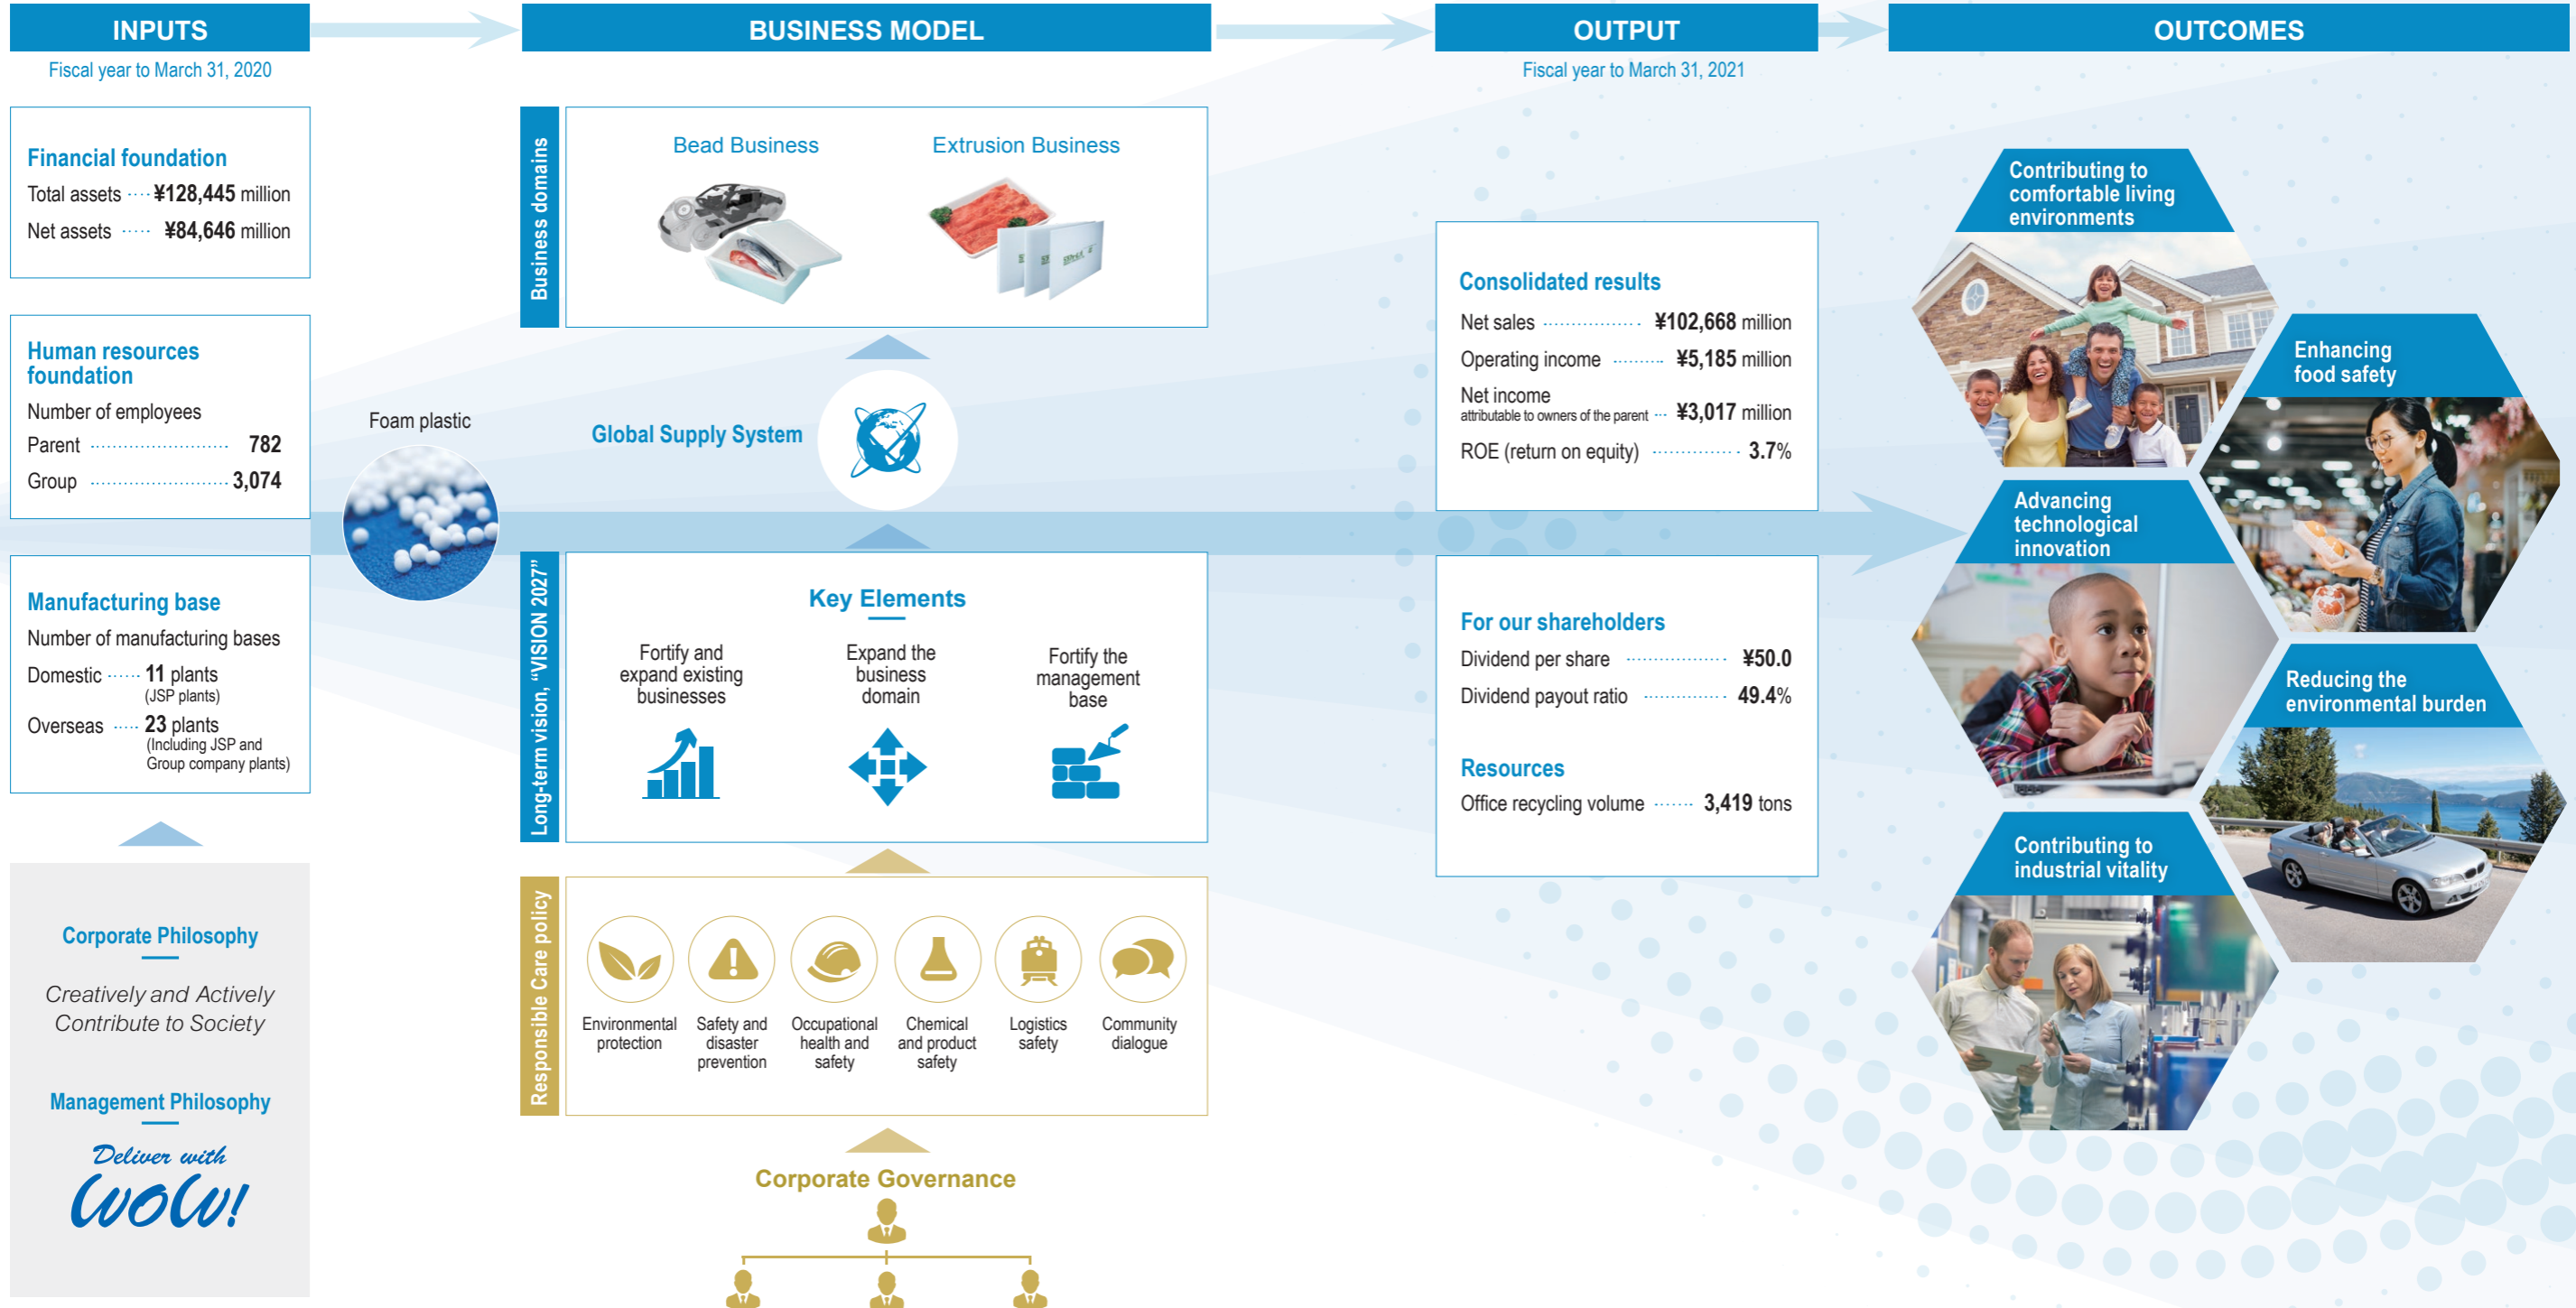 INPUTS
Fiscal year to March 31, 2020
Financial foundation
Total assets ¥128,445 million
Net assets ¥84,646 million
Human resources
foundation
Number of employees
Parent 782
Group 3,074
Manufacturing base
Number of manufacturing bases
Domestic 11 plants
(JSP plants)
Overseas 23 plants
(Including JSP and
Group company plants)
Corporate Philosophy
Creatively and Actively
Contribute to Society
Management Philosophy
Deliver with
WOW!
Foam plastic
BUSINESS MODEL
Business domains
Bead Business
Extrusion Business
Global Supply System
Long-term vision, “VISION 2027”
Key Elements
Fortify and
expand existing
businesses
Expand the
business
domain
Fortify the
management
base
Responsible Care policy
Environmental
protection
Safety and
disaster
prevention
Occupational
health and
safety
Chemical
and product
safety
Logistics
safety
Community
dialogue
Corporate Governance
OUTPUT
Fiscal year to March 31, 2021
Consolidated results
Net sales ¥102,668 million
Operating income ¥5,185 million
Net income
attributable to owners of the parent ¥3,017 million
ROE (return on equity) 3.7%
For our shareholders
Dividend per share ¥50.0
Dividend payout ratio 49.4%
Resources
Office recycling volume 3,419 tons
OUTCOMES
Contributing to
comfortable living
environments
Enhancing
food safety
Advancing
technological
innovation
Reducing the
environmental burden
Contributing to
industrial vitality